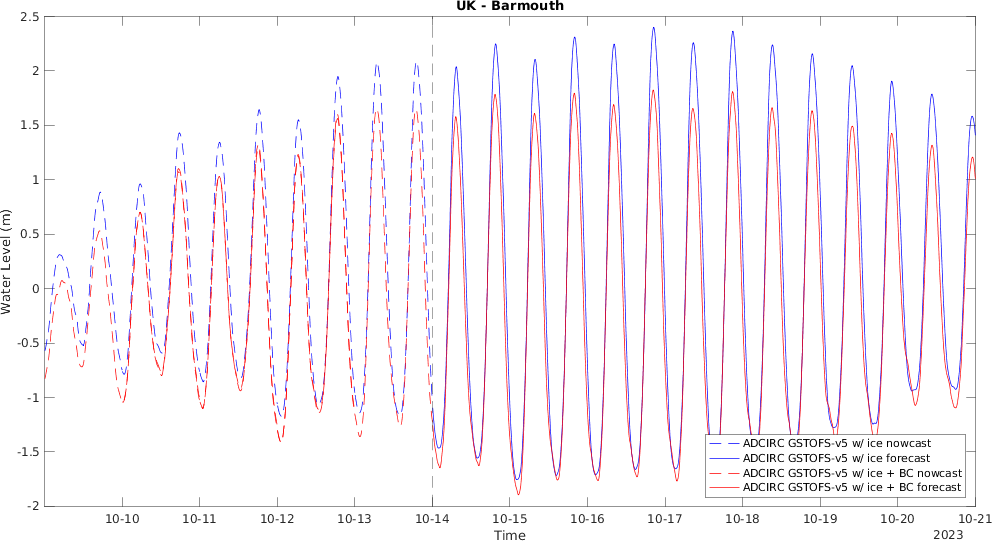 UK - Barmouth
2.5
2
1.5
1
0.5
0
-0.5
-1
-1.5
-2
Water Level (m)
10-10 10-11 10-12 10-13 10-14 10-15 10-16 10-17 10-18 10-19 10-20 10-21
Time
2023
ADCIRC GSTOFS-v5 w/ ice nowcast
ADCIRC GSTOFS-v5 w/ ice forecast
ADCIRC GSTOFS-v5 w/ ice + BC nowcast
ADCIRC GSTOFS-v5 w/ ice + BC forecast